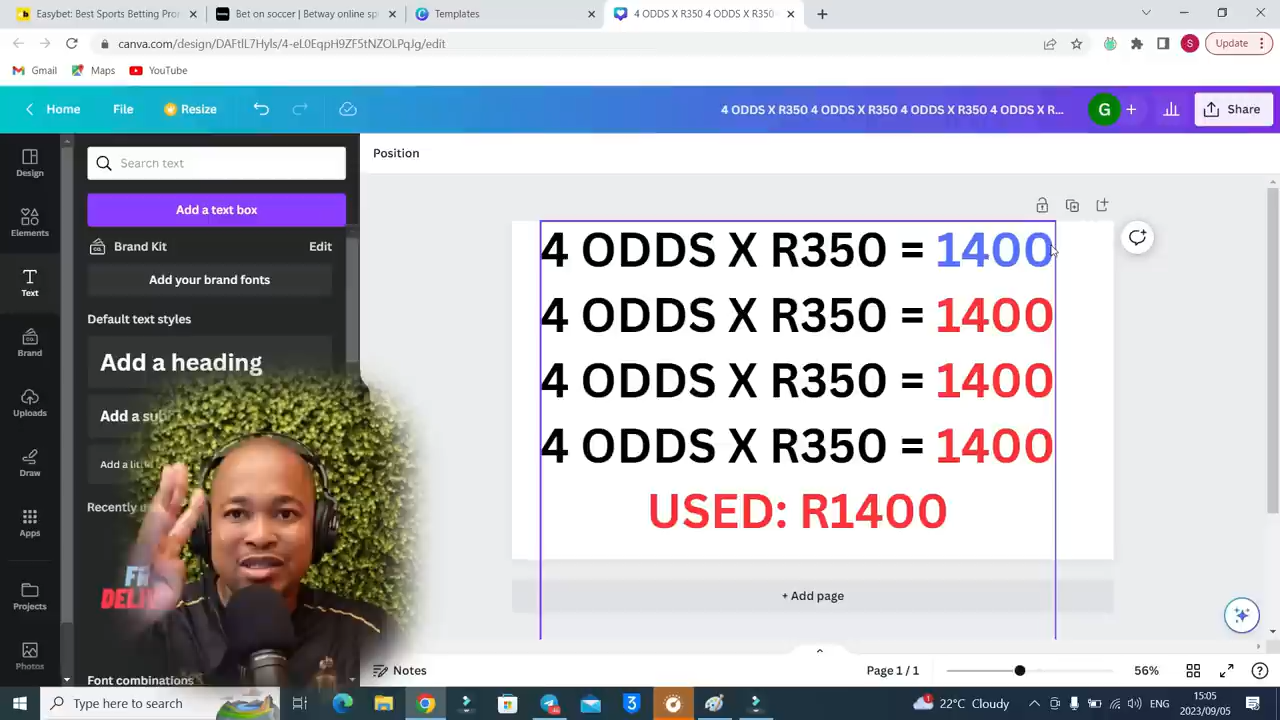 Easybet: Best Sports Betting Pro
Bet on soccer | Betway online sp
Templates
4 ODDS X R350 4 ODDS X R350
canva.com/design/DAFtlL7Hyls/4-eL0EqpH9ZF5tNZOLPqJg/edit
S
Update
Gmail
Maps
YouTube
Home
File
Resize
4 ODDS X R350 4 ODDS X R350 4 ODDS X R350 4 ODDS X R...
G
Share
Design
Elements
Text
Brand
Uploads
Draw
Apps
Projects
Photos
Search text
Add a text box
Brand Kit
Edit
Add your brand fonts
Default text styles
Add a heading
Add a su
Add a lit
Recently u
Font combinations
Position
4 ODDS X R350 = 1400
4 ODDS X R350 = 1400
4 ODDS X R350 = 1400
4 ODDS X R350 = 1400
USED: R1400
+ Add page
Notes
Page 1 / 1
56%
Type here to search
22°C Cloudy
15:05
2023/09/05